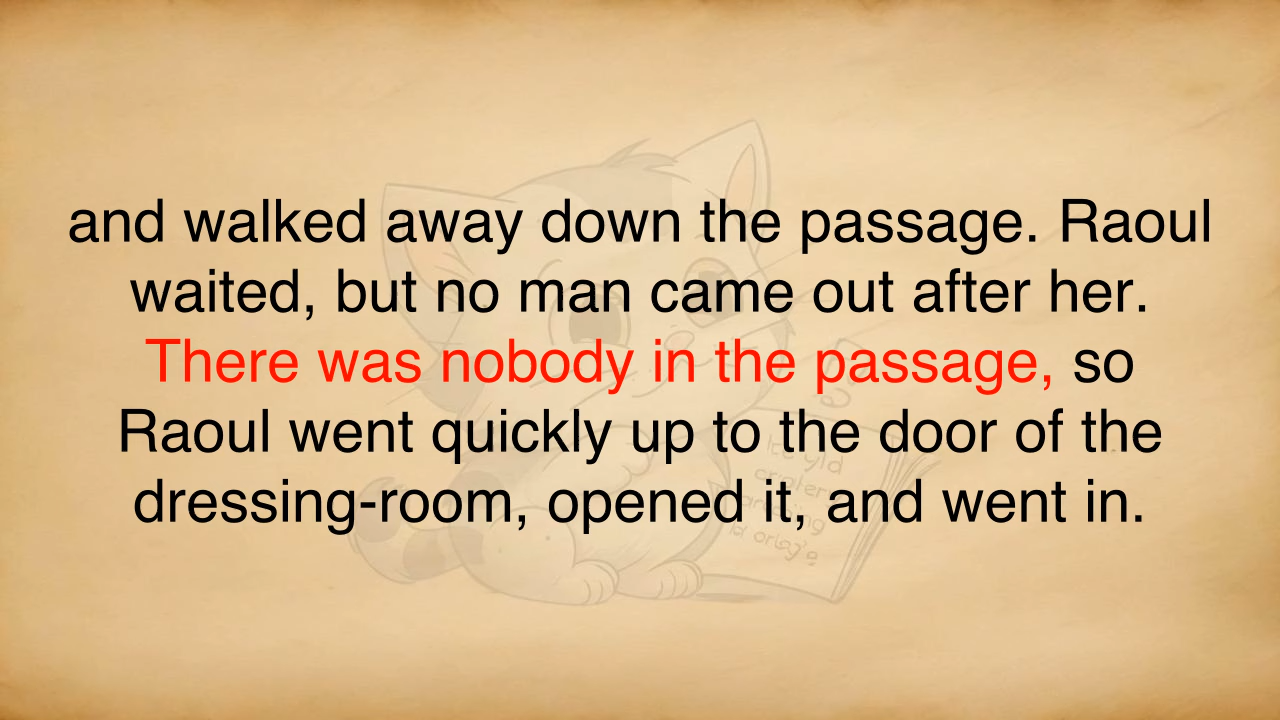 and walked away down the passage. Raoul
waited, but no man came out after her.
There was nobody in the passage, so
Raoul went quickly up to the door of the
dressing-room, opened it, and went in.